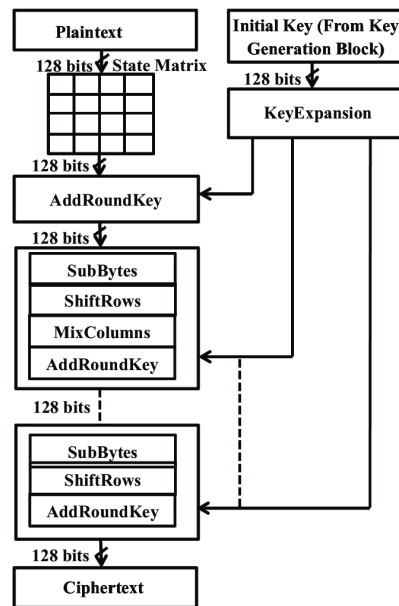 Plaintext
Initial Key (From Key
Generation Block)
128 bits
State Matrix
128 bits
KeyExpansion
128 bits
AddRoundKey
128 bits
SubBytes
ShiftRows
MixColumns
AddRoundKey
128 bits
SubBytes
ShiftRows
AddRoundKey
128 bits
Ciphertext